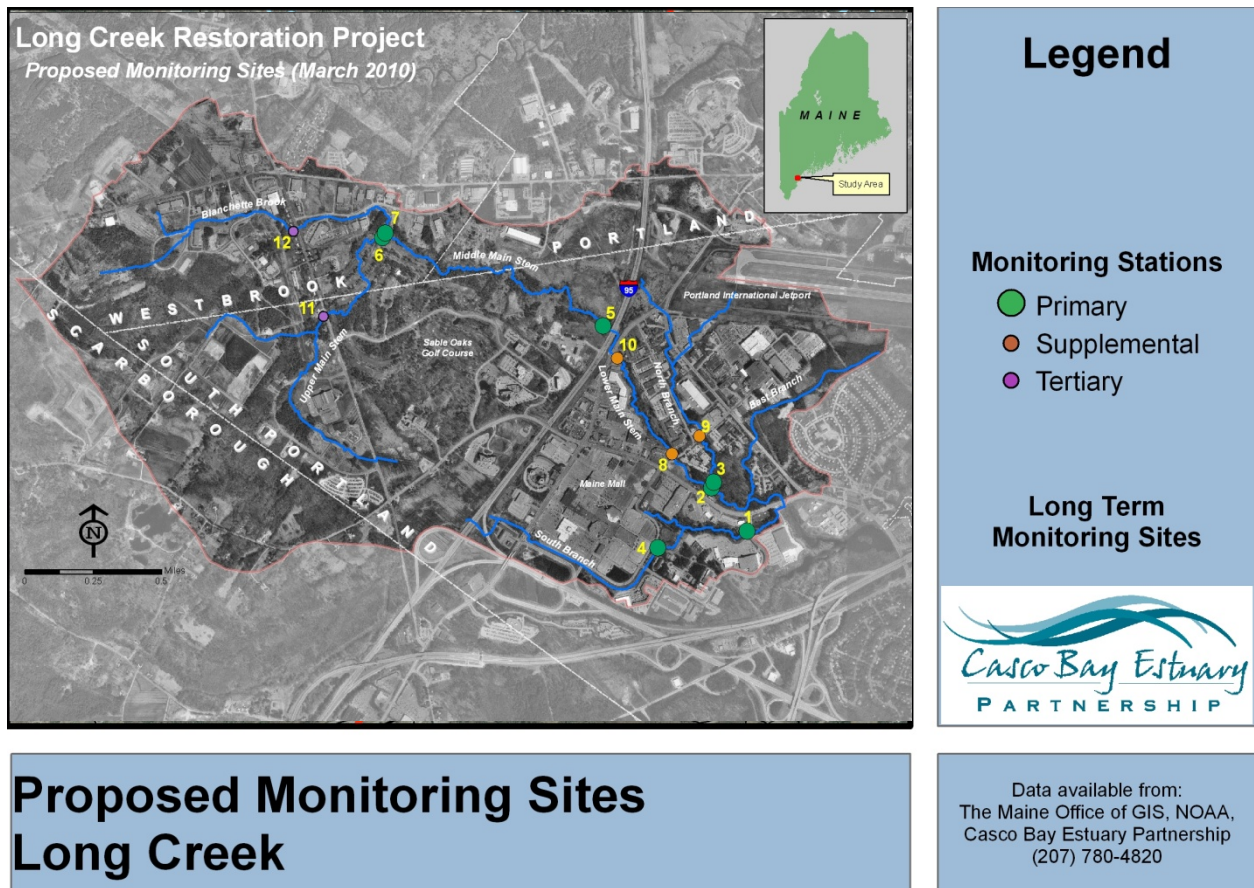 Long Creek Restoration Project
Proposed Monitoring Sites (March 2010)
MAINE
Study Area
Blanchette Brook
12
7
6
Middle Main Stem
PORTLAND
95
Portland International Jetport
WESTBROOK
11
SOUTH PORTLAND
SCARBOROUGH
Upper Main Stem
Sable Oaks
Golf Course
5
10
Lower Main Stem
North Branch
East Branch
9
8
3
2
Maine Mall
1
4
South Branch
N
Miles
0 0.25 0.5
Legend
Monitoring Stations
Primary
Supplemental
Tertiary
Long Term
Monitoring Sites
Casco Bay Estuary
PARTNERSHIP
Proposed Monitoring Sites
Long Creek
Data available from:
The Maine Office of GIS, NOAA,
Casco Bay Estuary Partnership
(207) 780-4820